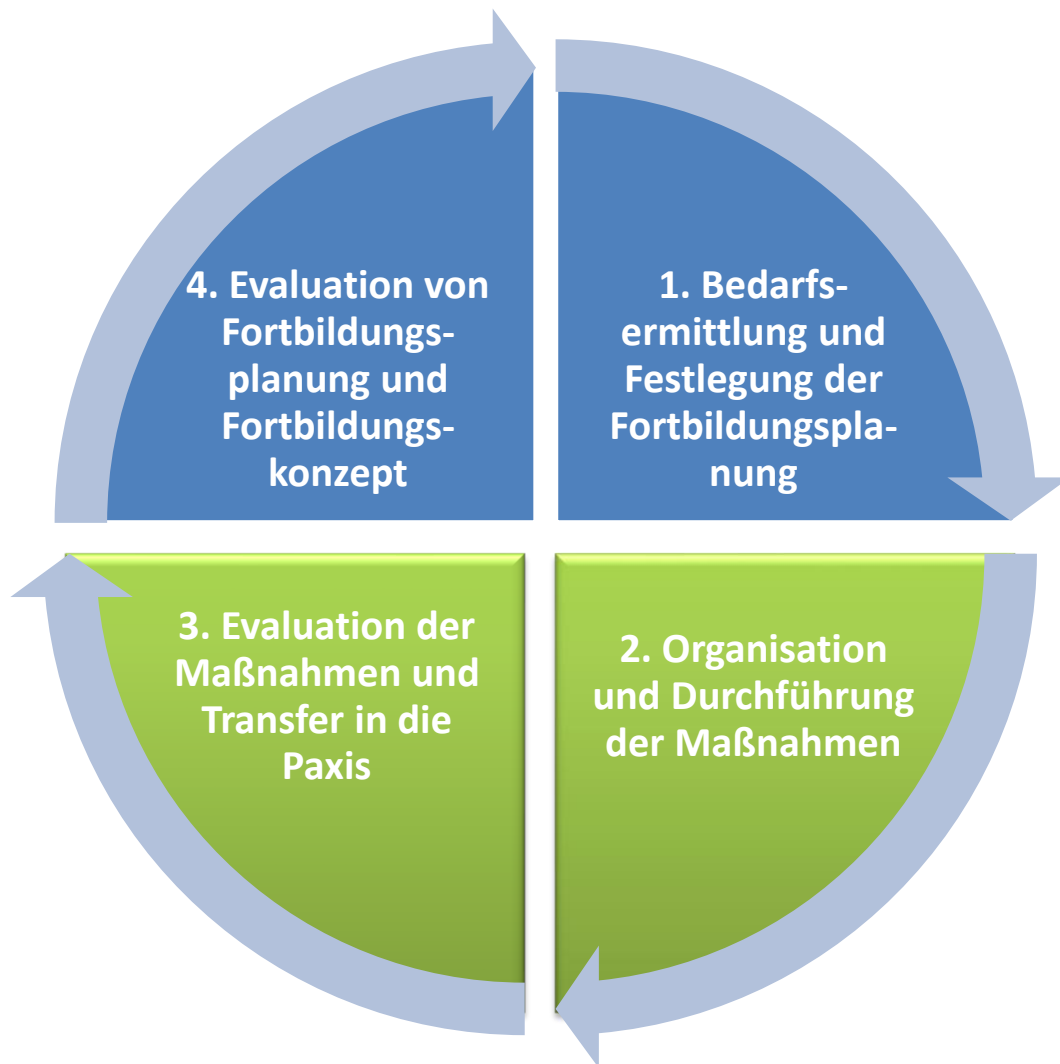 1. Bedarfs-
ermittlung und
Festlegung der
Fortbildungspla-
nung
2. Organisation
und Durchführung
der Maßnahmen
3. Evaluation der
Maßnahmen und
Transfer in die
Paxis
4. Evaluation von
Fortbildungs-
planung und
Fortbildungs-
konzept